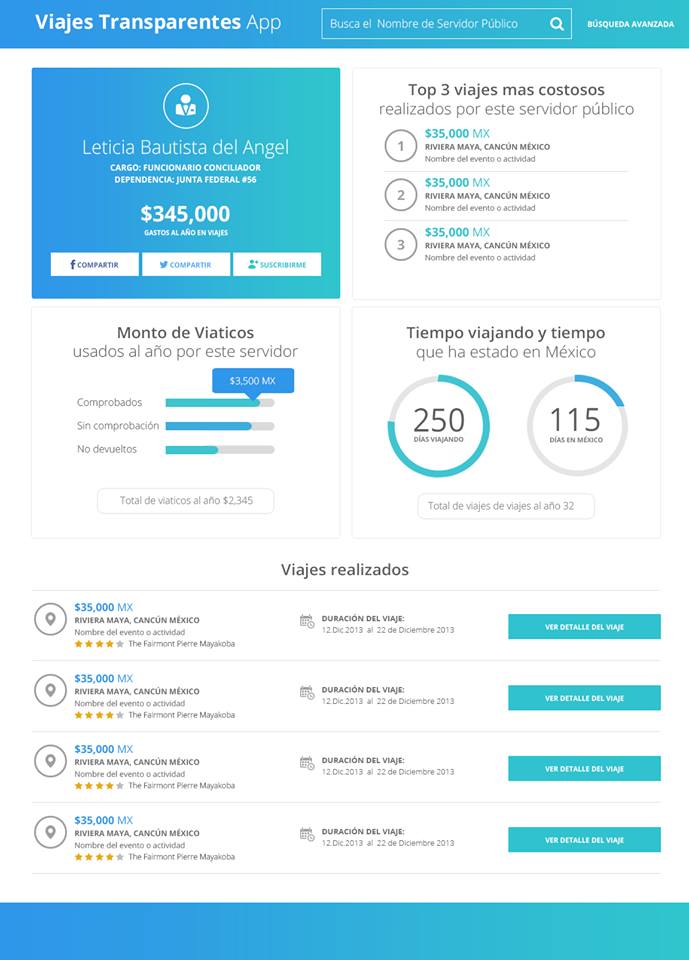 Viajes Transparentes App
Busca el Nombre de Servidor Público
BÚSQUEDA AVANZADA
Leticia Bautista del Angel
CARGO: FUNCIONARIO CONCILIADOR
DEPENDENCIA: JUNTA FEDERAL #56
$345,000
GASTOS AL AÑO EN VIAJES
COMPARTIR
COMPARTIR
SUSCRIBIRME
Top 3 viajes mas costosos
realizados por este servidor público
1
$35,000 MX
RIVIERA MAYA, CANCÚN MÉXICO
Nombre del evento o actividad
2
$35,000 MX
RIVIERA MAYA, CANCÚN MÉXICO
Nombre del evento o actividad
3
$35,000 MX
RIVIERA MAYA, CANCÚN MÉXICO
Nombre del evento o actividad
Monto de Viaticos
usados al año por este servidor
$3,500 MX
Comprobados
Sin comprobación
No devueltos
Total de viaticos al año $2,345
Tiempo viajando y tiempo
que ha estado en México
250
DÍAS VIAJANDO
115
DÍAS EN MÉXICO
Total de viajes de viajes al año 32
Viajes realizados
$35,000 MX
RIVIERA MAYA, CANCÚN MÉXICO
Nombre del evento o actividad
The Fairmont Pierre Mayakoba
DURACIÓN DEL VIAJE:
12.Dic.2013 al 22 de Diciembre 2013
VER DETALLE DEL VIAJE
$35,000 MX
RIVIERA MAYA, CANCÚN MÉXICO
Nombre del evento o actividad
The Fairmont Pierre Mayakoba
DURACIÓN DEL VIAJE:
12.Dic.2013 al 22 de Diciembre 2013
VER DETALLE DEL VIAJE
$35,000 MX
RIVIERA MAYA, CANCÚN MÉXICO
Nombre del evento o actividad
The Fairmont Pierre Mayakoba
DURACIÓN DEL VIAJE:
12.Dic.2013 al 22 de Diciembre 2013
VER DETALLE DEL VIAJE
$35,000 MX
RIVIERA MAYA, CANCÚN MÉXICO
Nombre del evento o actividad
The Fairmont Pierre Mayakoba
DURACIÓN DEL VIAJE:
12.Dic.2013 al 22 de Diciembre 2013
VER DETALLE DEL VIAJE